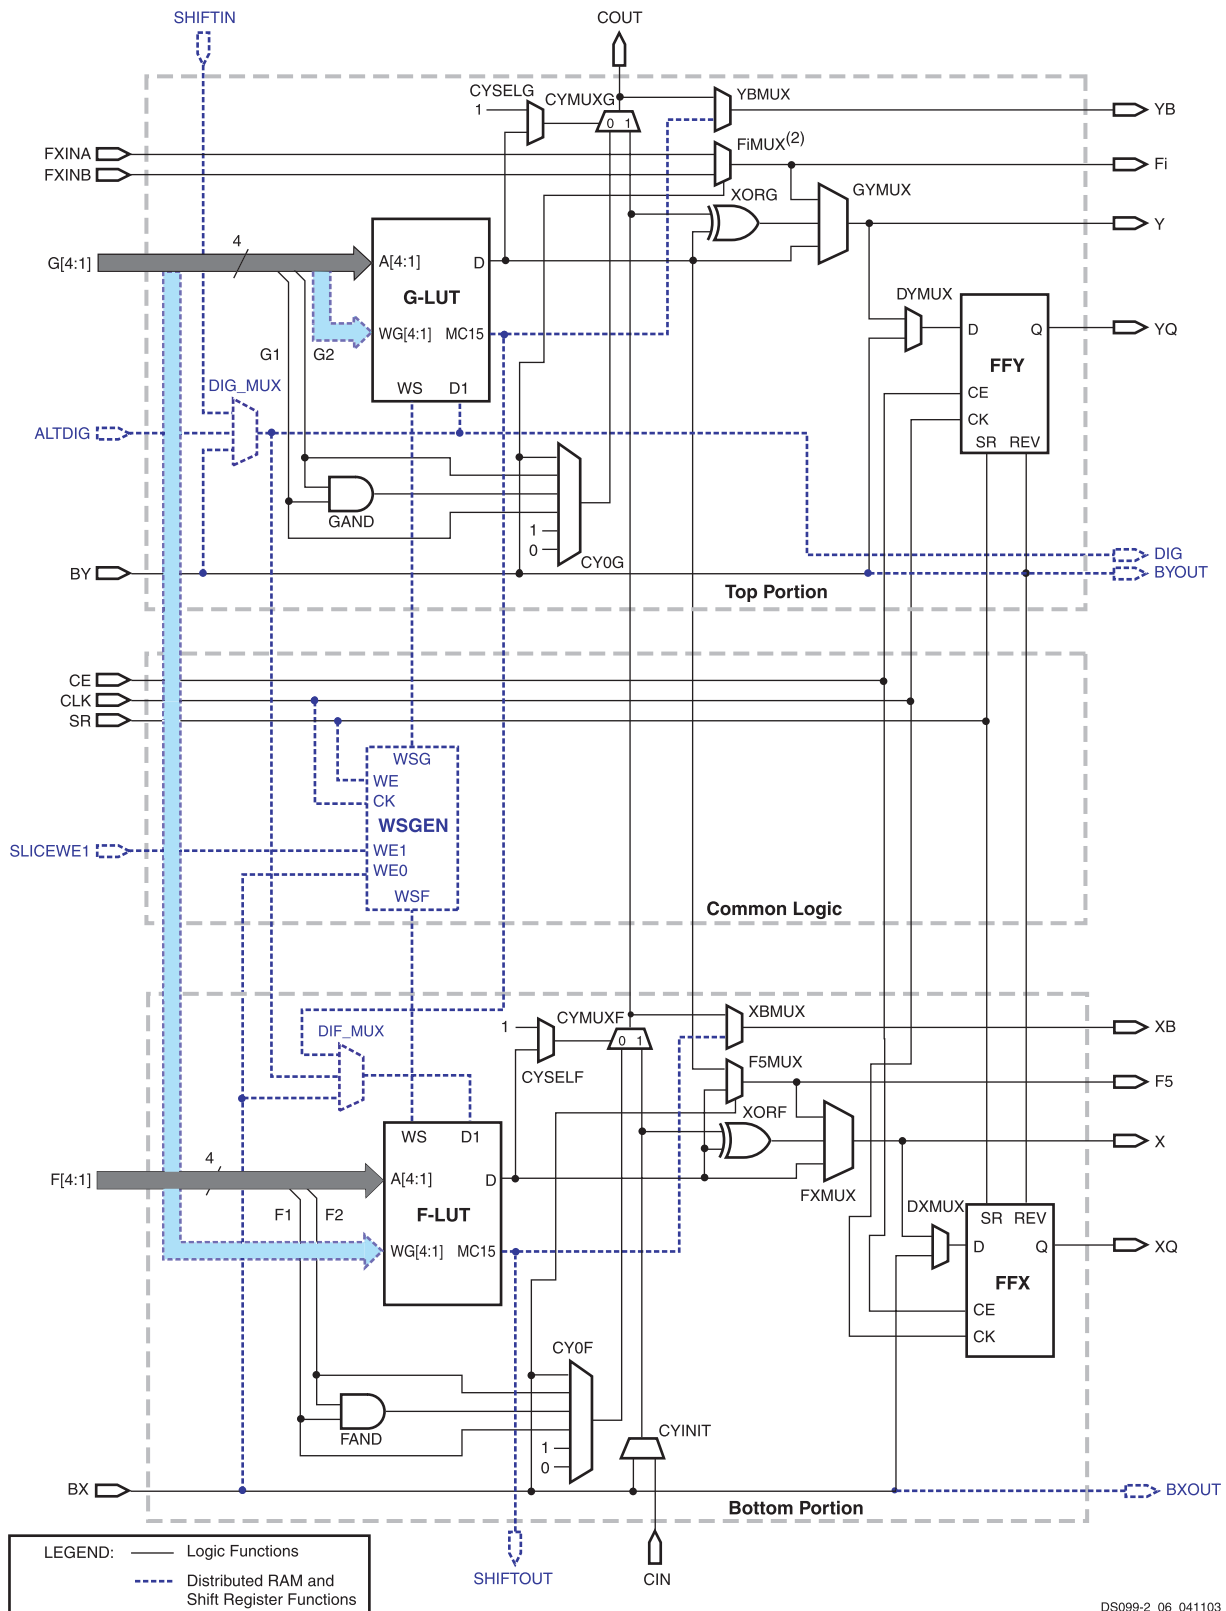 SHIFTIN
COUT
CYSELG
CYMUXG
YBMUX
1
0 1
YB
FXINA
FXINB
FiMUX(2)
Fi
XORG
GYMUX
Y
4
G[4:1]
A[4:1]
D
G-LUT
WG[4:1]
MC15
G1
G2
WS
D1
DYMUX
D
Q
YQ
FFY
CE
CK
SR
REV
DIG_MUX
ALTDIG
GAND
1
0
CY0G
DIG
BY
BYOUT
Top Portion
CE
CLK
SR
WSG
WE
CK
WSGEN
SLICEWE1
WE1
WE0
WSF
Common Logic
CYMUXF
XBMUX
1
0 1
XB
DIF_MUX
CYSELF
F5MUX
F5
XORF
WS
D1
X
4
F[4:1]
A[4:1]
D
FXMUX
F1
F2
F-LUT
DXMUX
SR
REV
WG[4:1]
MC15
D
Q
XQ
FFX
CE
CK
CY0F
FAND
1
0
CYINIT
BX
BXOUT
Bottom Portion
SHIFTOUT
CIN
LEGEND:
Logic Functions
Distributed RAM and
Shift Register Functions
DS099-2_06_041103